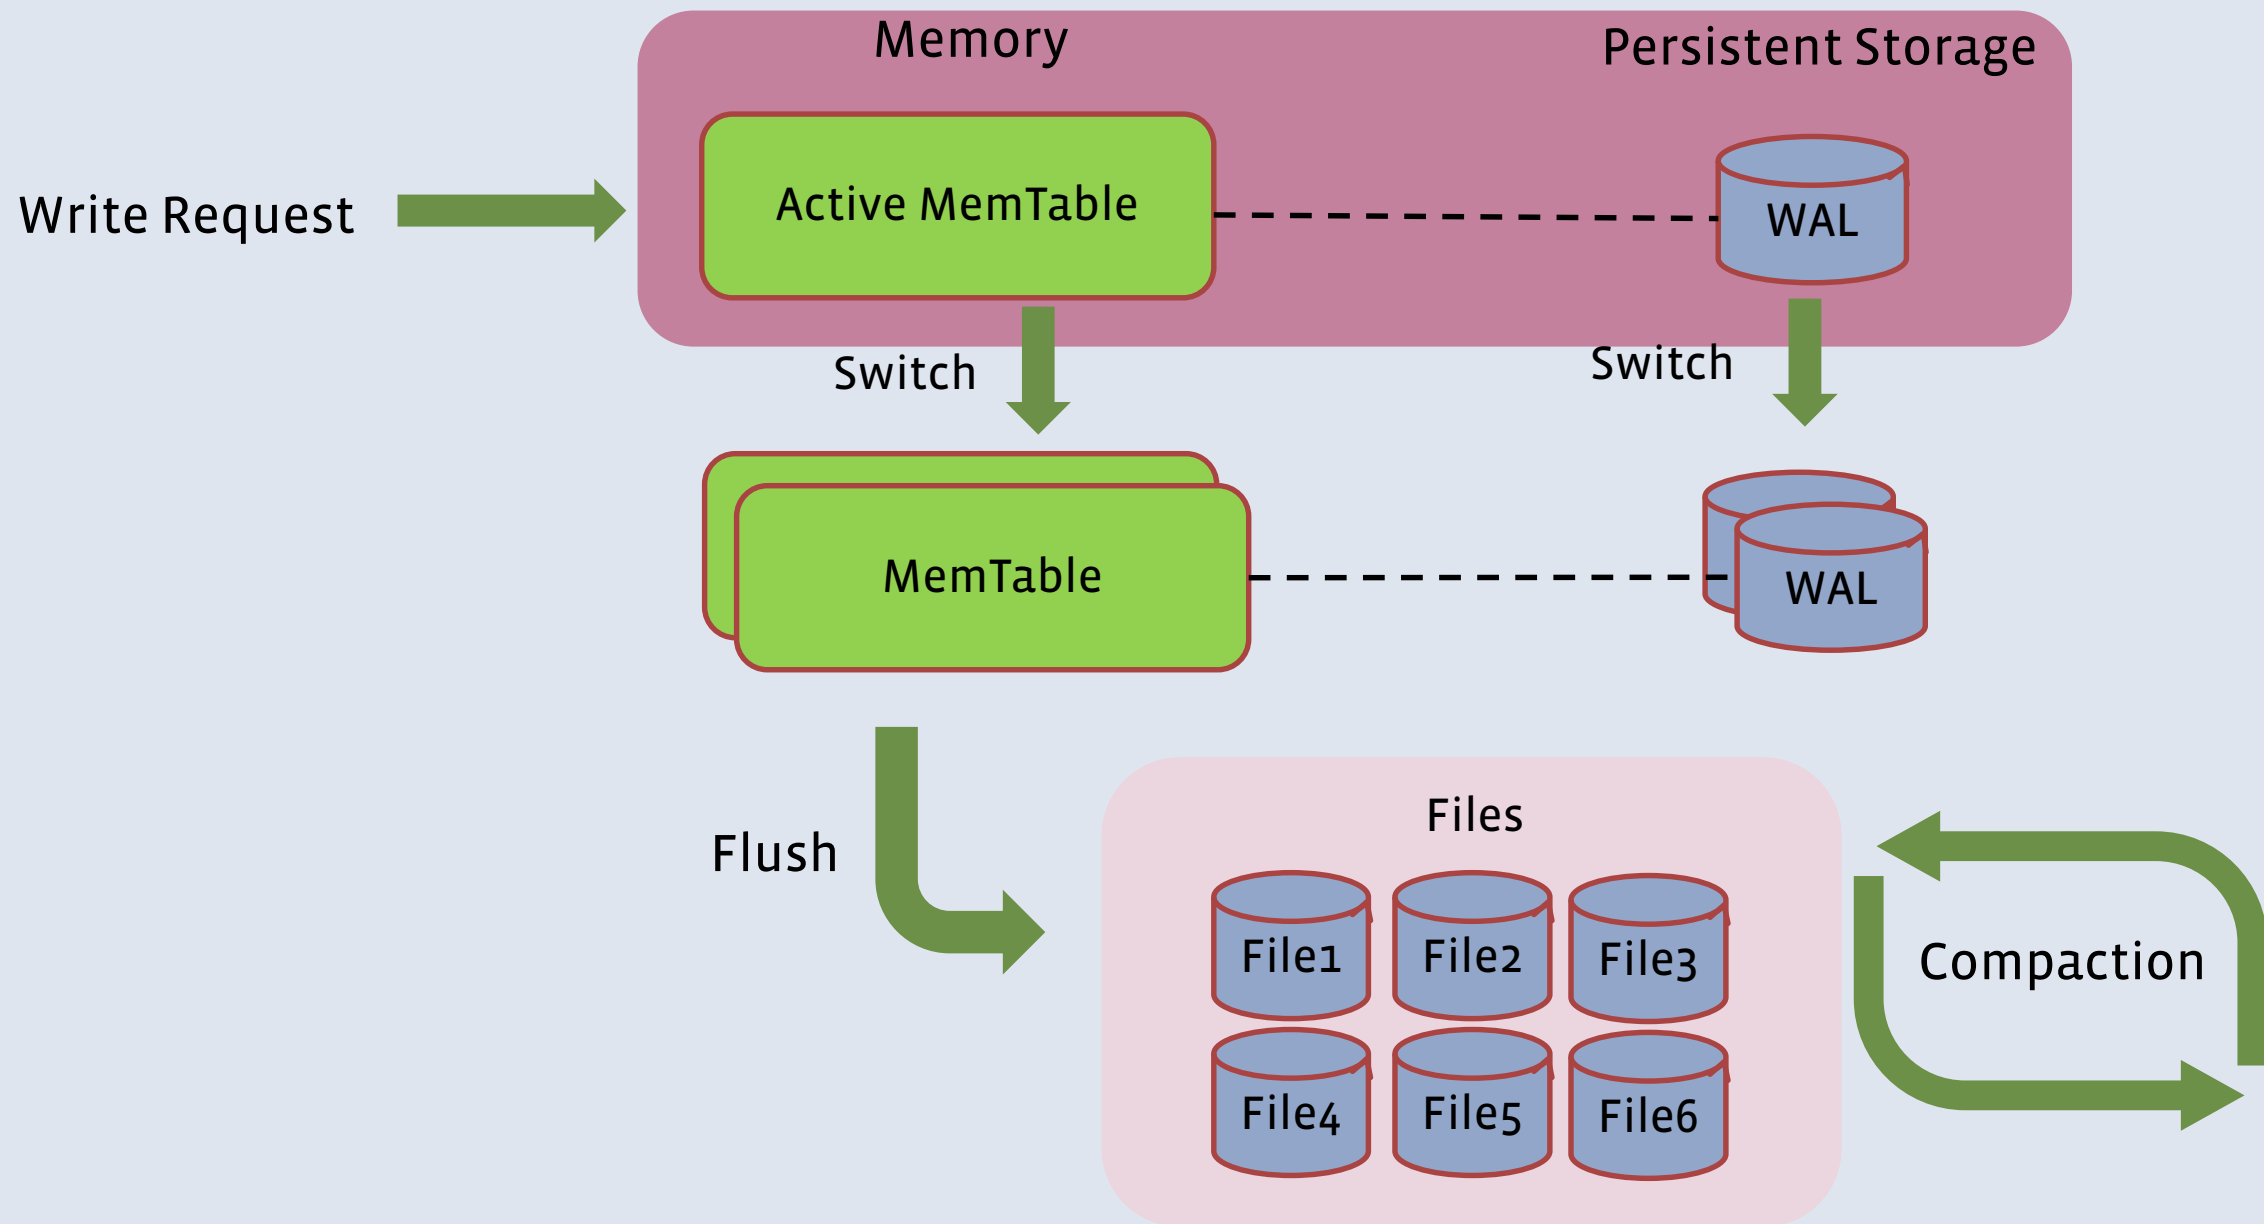 Memory
Persistent Storage
Write Request
Active MemTable
WAL
Switch
Switch
MemTable
WAL
Flush
Files
File1
File2
File3
Compaction
File4
File5
File6